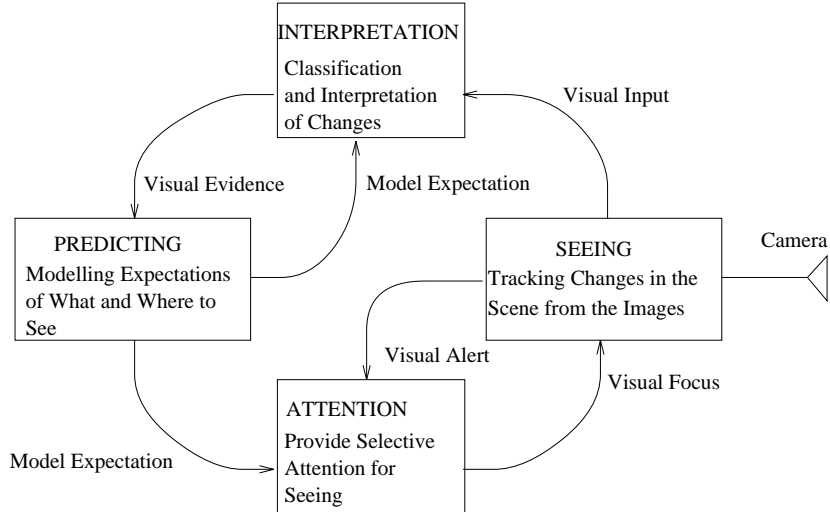 INTERPRETATION
Classification
and Interpretation
of Changes
Visual Input
Visual Evidence
Model Expectation
PREDICTING
Modelling Expectations
of What and Where to
See
SEEING
Tracking Changes in the
Scene from the Images
Camera
Visual Alert
Visual Focus
ATTENTION
Provide Selective
Attention for
Seeing
Model Expectation